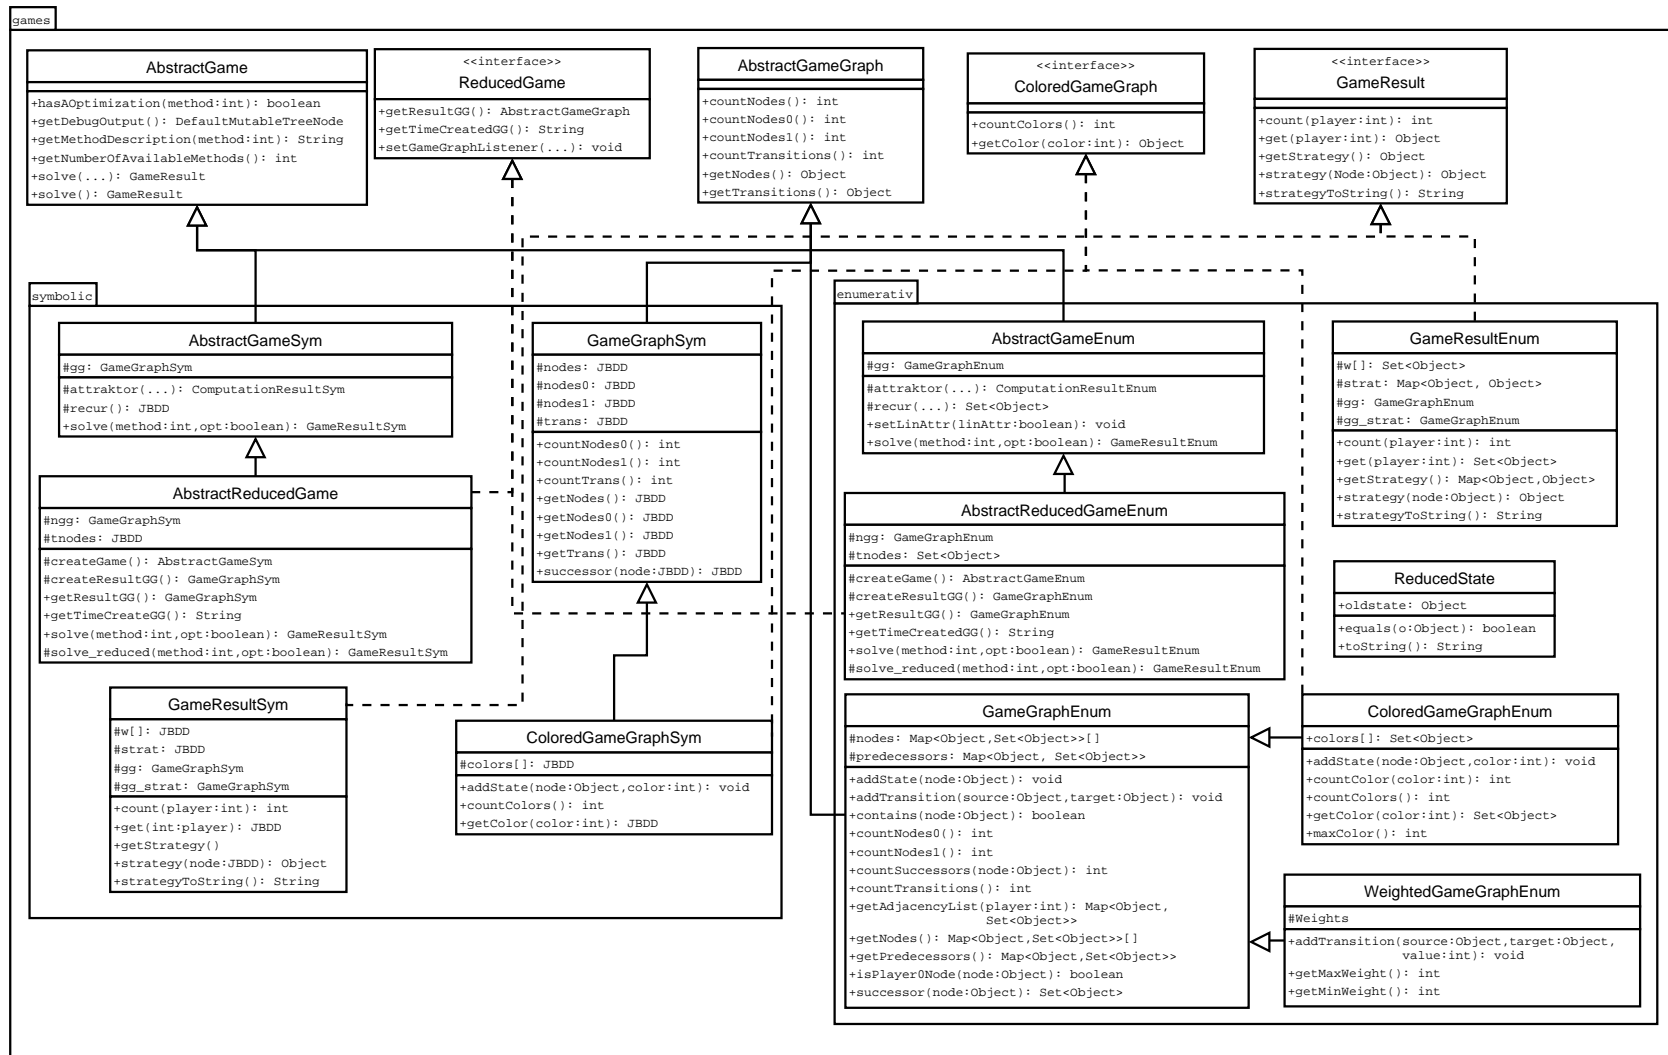 games
AbstractGame
+hasAOptimization(method:int): boolean
+getDebugOutput(): DefaultMutableTreeNode
+getMethodDescription(method:int): String
+getNumberOfAvailableMethods(): int
+solve(...): GameResult
+solve(): GameResult
<<interface>>
ReducedGame
+getResultGG(): AbstractGameGraph
+getTimeCreatedGG(): String
+setGameGraphListener(...): void
AbstractGameGraph
+countNodes(): int
+countNodes0(): int
+countNodes1(): int
+countTransitions(): int
+getNodes(): Object
+getTransitions(): Object
<<interface>>
ColoredGameGraph
+countColors(): int
+getColor(color:int): Object
<<interface>>
GameResult
+count(player:int): int
+get(player:int): Object
+getStrategy(): Object
+strategy(Node:Object): Object
+strategyToString(): String
symbolic
AbstractGameSym
#gg: GameGraphSym
#attraktor(...): ComputationResultSym
#recur(): JBDD
+solve(method:int,opt:boolean): GameResultSym
AbstractReducedGame
#ngg: GameGraphSym
#tnodes: JBDD
#createGame(): AbstractGameSym
#createResultGG(): GameGraphSym
+getResultGG(): GameGraphSym
+getTimeCreateGG(): String
+solve(method:int,opt:boolean): GameResultSym
#solve_reduced(method:int,opt:boolean): GameResultSym
GameResultSym
#w[]: JBDD
#strat: JBDD
#gg: GameGraphSym
#gg_strat: GameGraphSym
+count(player:int): int
+get(int:player): JBDD
+getStrategy()
+strategy(node:JBDD): Object
+strategyToString(): String
GameGraphSym
#nodes: JBDD
#nodes0: JBDD
#nodes1: JBDD
#trans: JBDD
+countNodes0(): int
+countNodes1(): int
+countTrans(): int
+getNodes(): JBDD
+getNodes0(): JBDD
+getNodes1(): JBDD
+getTrans(): JBDD
+successor(node:JBDD): JBDD
ColoredGameGraphSym
#colors[]: JBDD
+addState(node:Object,color:int): void
+countColors(): int
+getColor(color:int): JBDD
enumerativ
AbstractGameEnum
#gg: GameGraphEnum
#attraktor(...): ComputationResultEnum
#recur(...): Set<Object>
+setLinAttr(linAttr:boolean): void
+solve(method:int,opt:boolean): GameResultEnum
AbstractReducedGameEnum
#ngg: GameGraphEnum
#tnodes: Set<Object>
#createGame(): AbstractGameEnum
#createResultGG(): GameGraphEnum
+getResultGG(): GameGraphEnum
+getTimeCreatedGG(): String
+solve(method:int,opt:boolean): GameResultEnum
#solve_reduced(method:int,opt:boolean): GameResultEnum
GameGraphEnum
#nodes: Map<Object,Set<Object>>[]
#predecessors: Map<Object, Set<Object>>
+addState(node:Object): void
+addTransition(source:Object,target:Object): void
+contains(node:Object): boolean
+countNodes0(): int
+countNodes1(): int
+countSuccessors(node:Object): int
+countTransitions(): int
+getAdjacencyList(player:int): Map<Object,
Set<Object>>
+getNodes(): Map<Object,Set<Object>>[]
+getPredecessors(): Map<Object,Set<Object>>
+isPlayer0Node(node:Object): boolean
+successor(node:Object): Set<Object>
GameResultEnum
#w[]: Set<Object>
#strat: Map<Object, Object>
#gg: GameGraphEnum
#gg_strat: GameGraphEnum
+count(player:int): int
+get(player:int): Set<Object>
+getStrategy(): Map<Object,Object>
+strategy(node:Object): Object
+strategyToString(): String
ReducedState
+oldstate: Object
+equals(o:Object): boolean
+toString(): String
ColoredGameGraphEnum
+colors[]: Set<Object>
+addState(node:Object,color:int): void
+countColor(color:int): int
+countColors(): int
+getColor(color:int): Set<Object>
+maxColor(): int
WeightedGameGraphEnum
#Weights
+addTransition(source:Object,target:Object,
value:int): void
+getMaxWeight(): int
+getMinWeight(): int